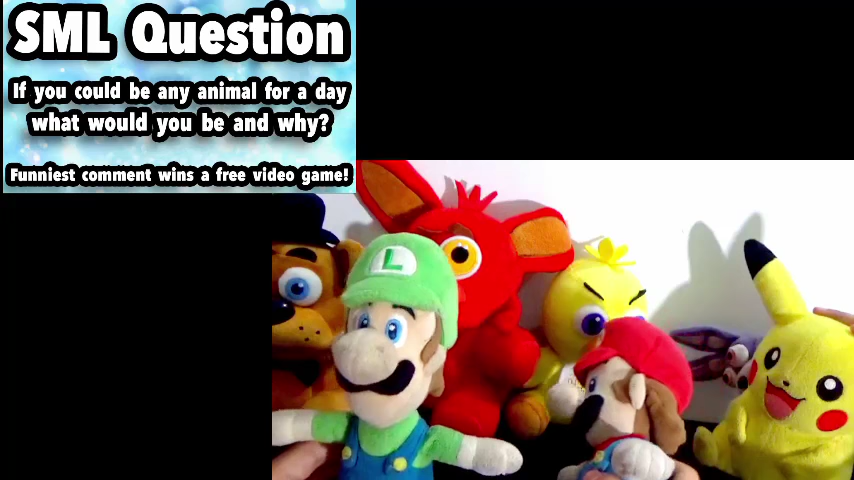 SML Question
If you could be any animal for a day
what would you be and why?
Funniest comment wins a free video game!
L